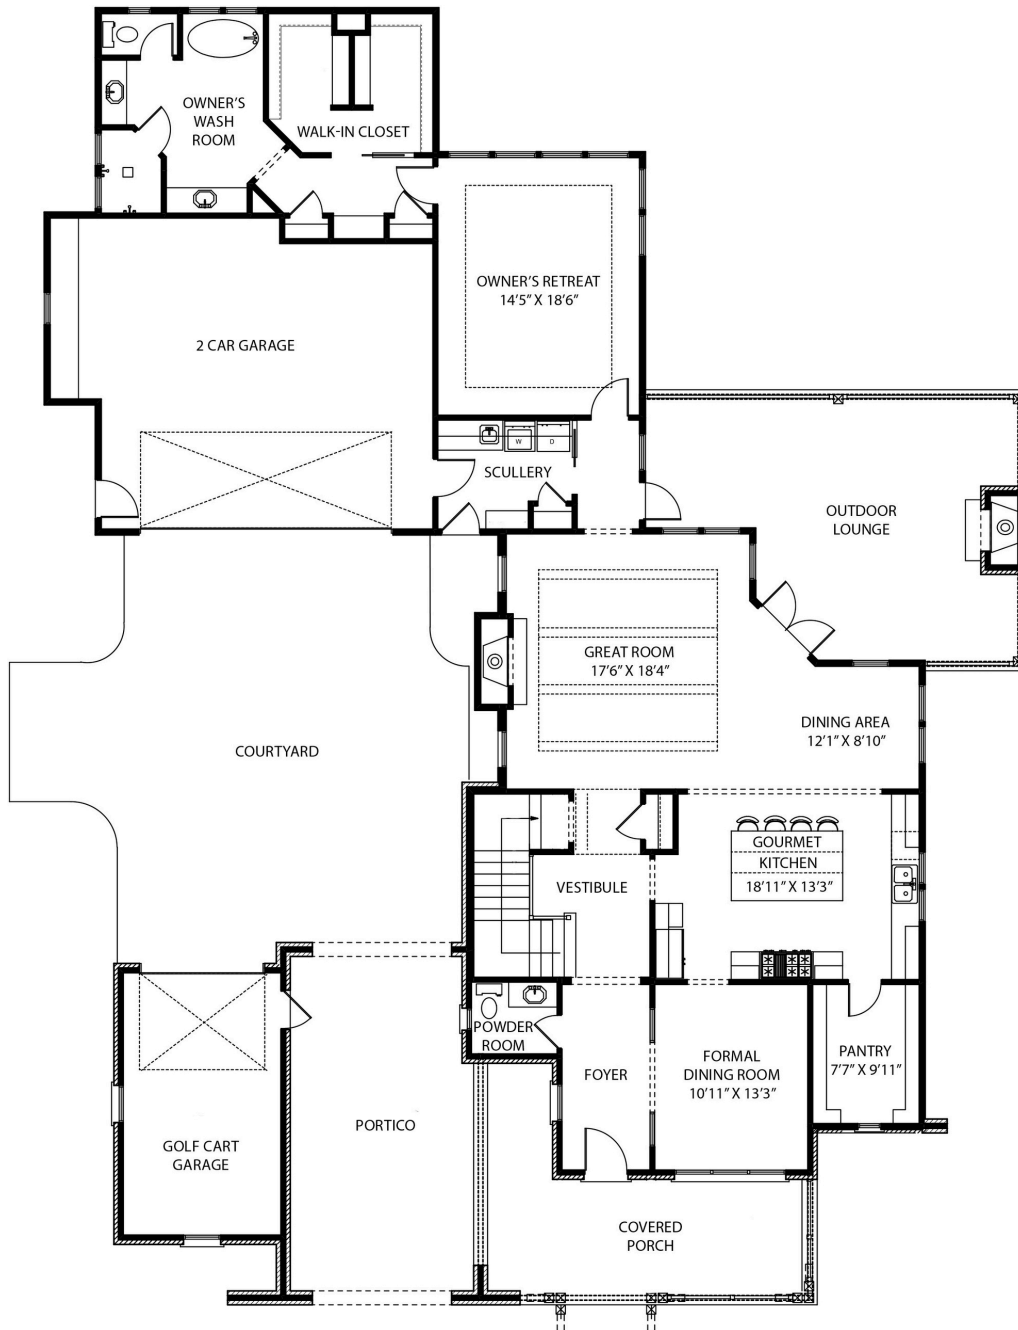 OWNER'S
WASH
ROOM
WALK-IN CLOSET
OWNER'S RETREAT
14'5" X 18'6"
2 CAR GARAGE
W
D
SCULLERY
OUTDOOR
LOUNGE
GREAT ROOM
17'6" X 18'4"
DINING AREA
12'1" X 8'10"
COURTYARD
GOURMET
KITCHEN
18'11" X 13'3"
VESTIBULE
POWDER
ROOM
FOYER
FORMAL
DINING ROOM
10'11" X 13'3"
PANTRY
7'7" X 9'11"
PORTICO
GOLF CART
GARAGE
COVERED
PORCH